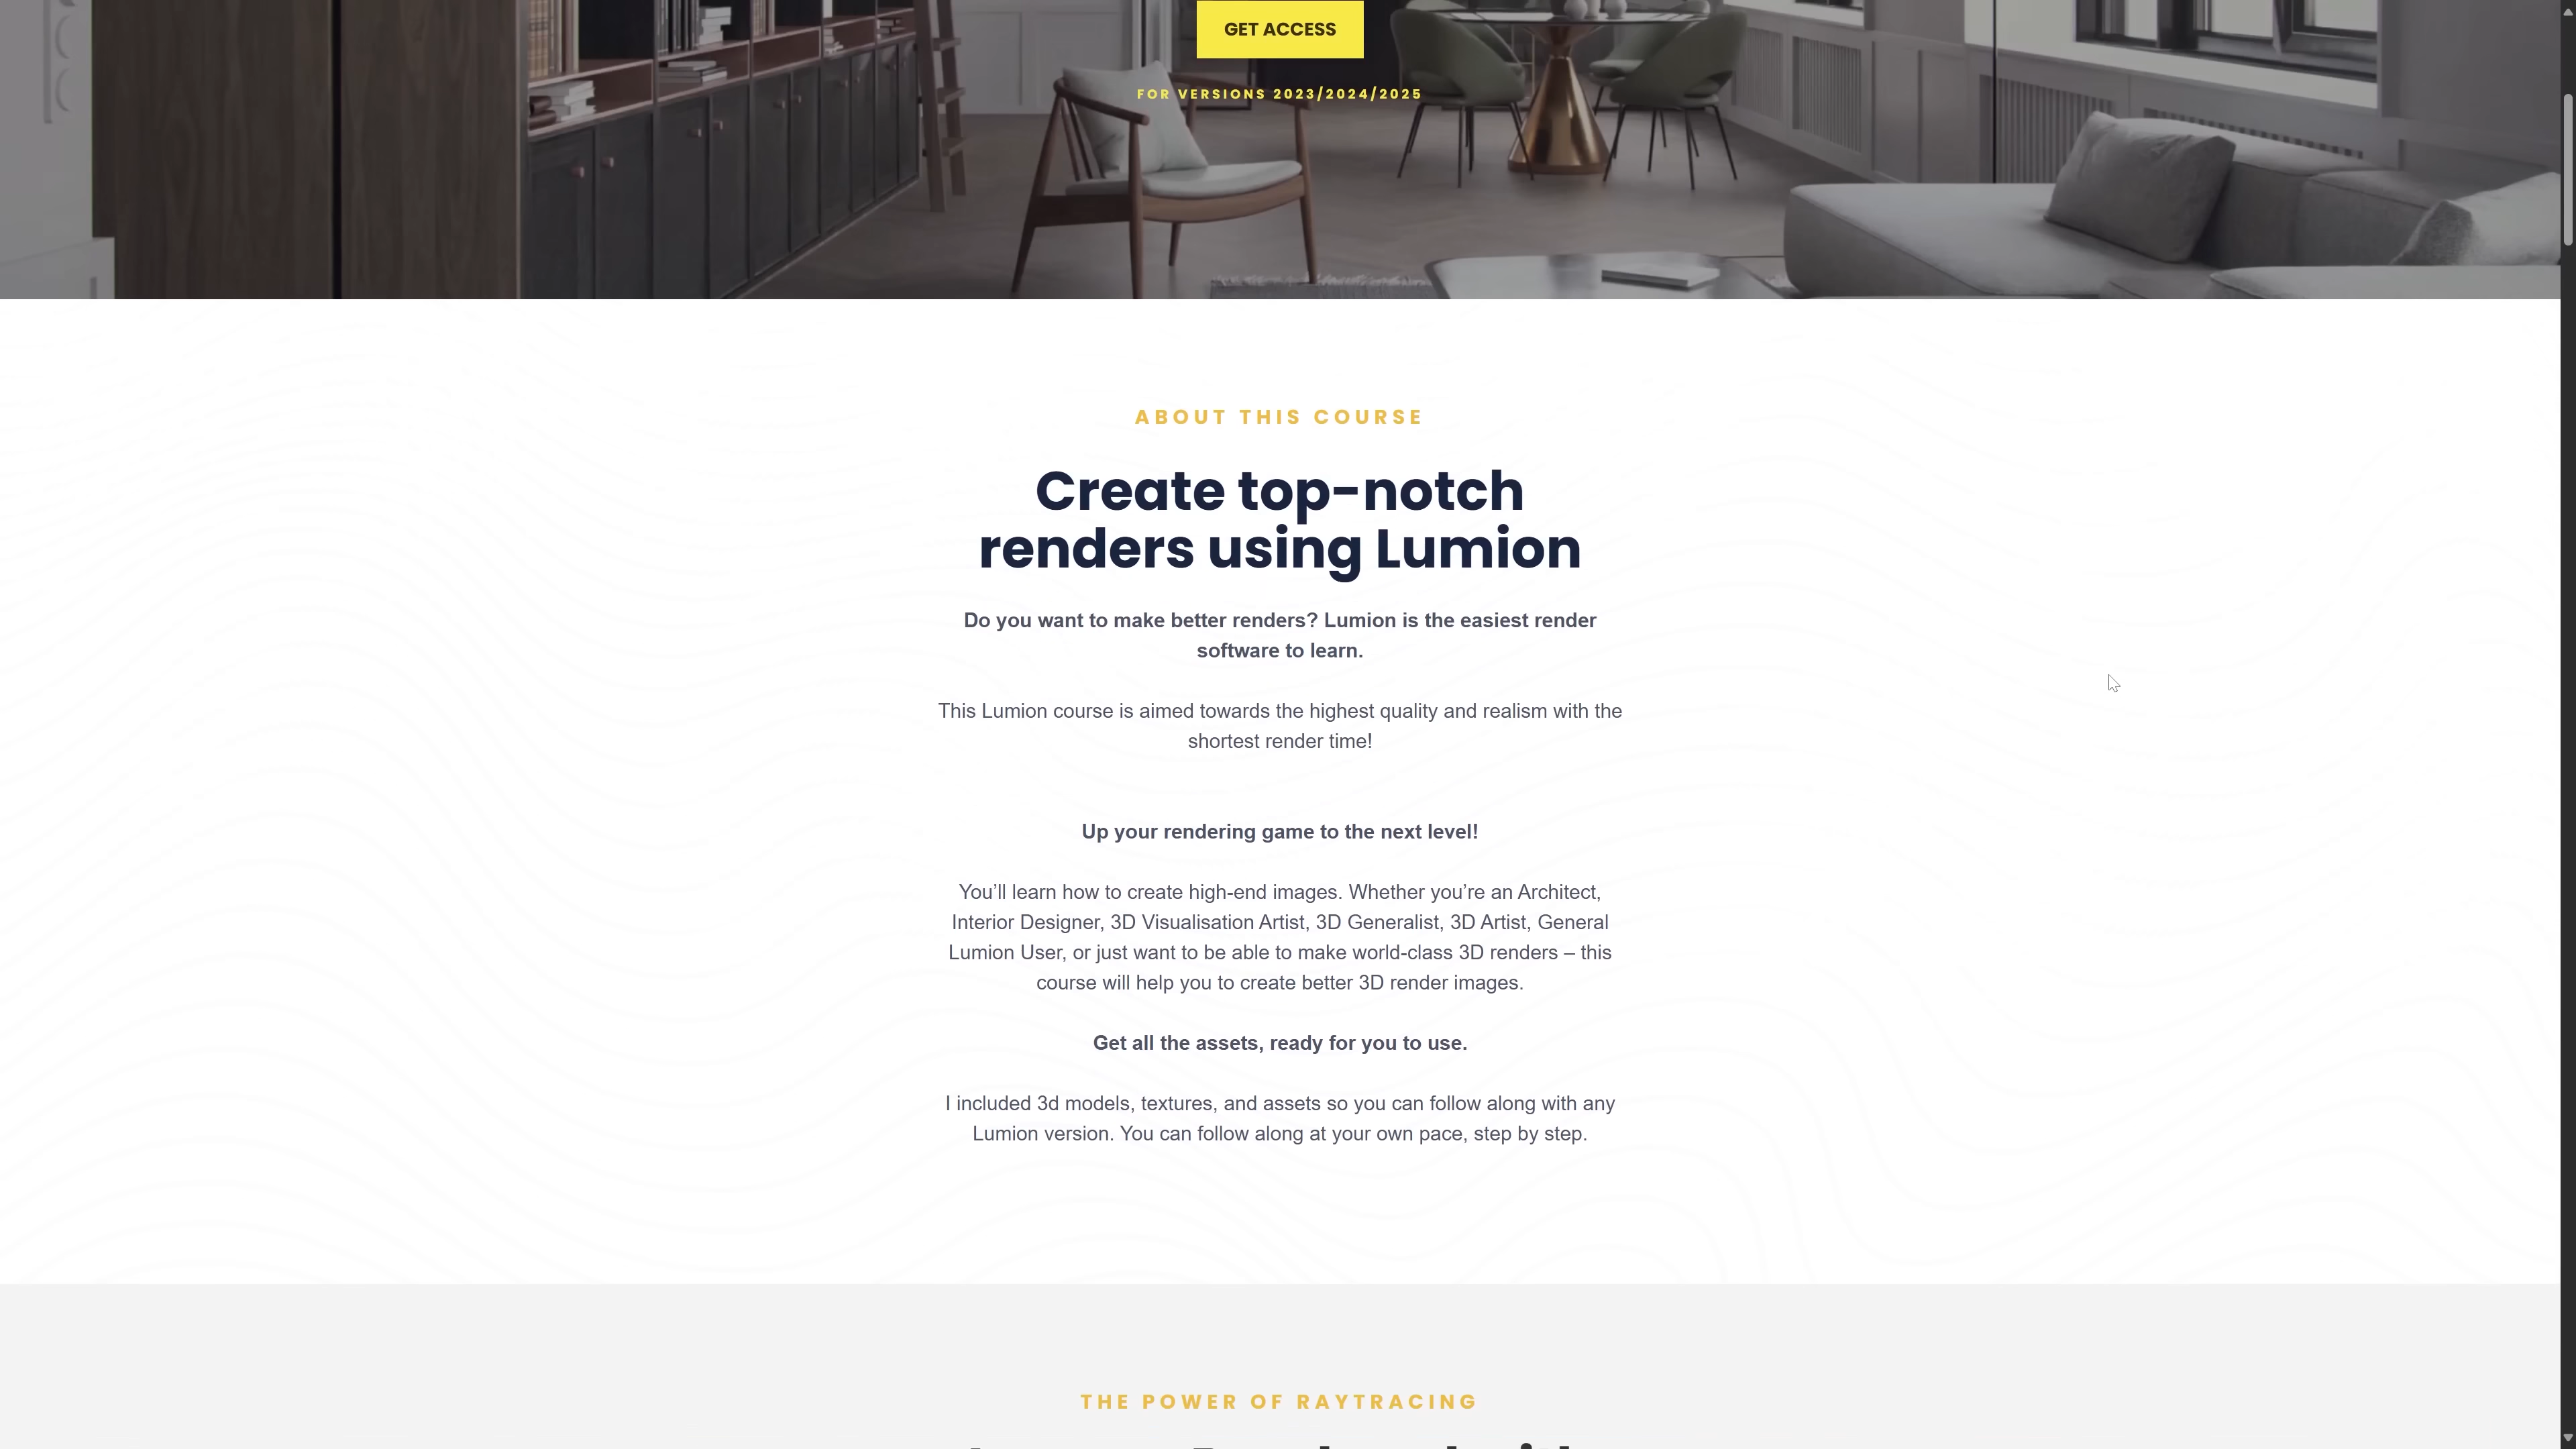 GET ACCESS
FOR VERSIONS 2023/2024/2025
ABOUT THIS COURSE
Create top-notch
renders using Lumion
Do you want to make better renders? Lumion is the easiest render
software to learn.
This Lumion course is aimed towards the highest quality and realism with the
shortest render time!
Up your rendering game to the next level!
You’ll learn how to create high-end images. Whether you’re an Architect,
Interior Designer, 3D Visualisation Artist, 3D Generalist, 3D Artist, General
Lumion User, or just want to be able to make world-class 3D renders – this
course will help you to create better 3D render images.
Get all the assets, ready for you to use.
I included 3d models, textures, and assets so you can follow along with any
Lumion version. You can follow along at your own pace, step by step.
THE POWER OF RAYTRACING